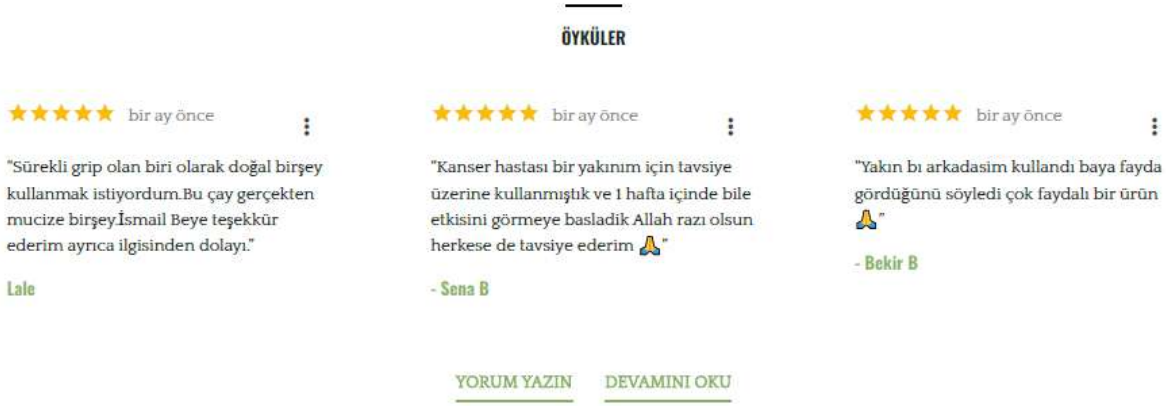 ÖYKÜLER
bir ay önce
"Sürekli grip olan biri olarak doğal birşey
kullanmak istiyordum.Bu çay gerçekten
mucize birşey.İsmail Beye teşekkür
ederim ayrıca ilgisinden dolayı."
Lale
bir ay önce
"Kanser hastası bir yakınım için tavsiye
üzerine kullanmıştık ve 1 hafta içinde bile
etkisini görmeye basladik Allah razı olsun
herkese de tavsiye ederim 🙏"
- Sena B
bir ay önce
"Yakın bı arkadasim kullandı baya fayda
gördüğünü söyledi çok faydalı bir ürün
🙏"
- Bekir B
YORUM YAZIN
DEVAMINI OKU